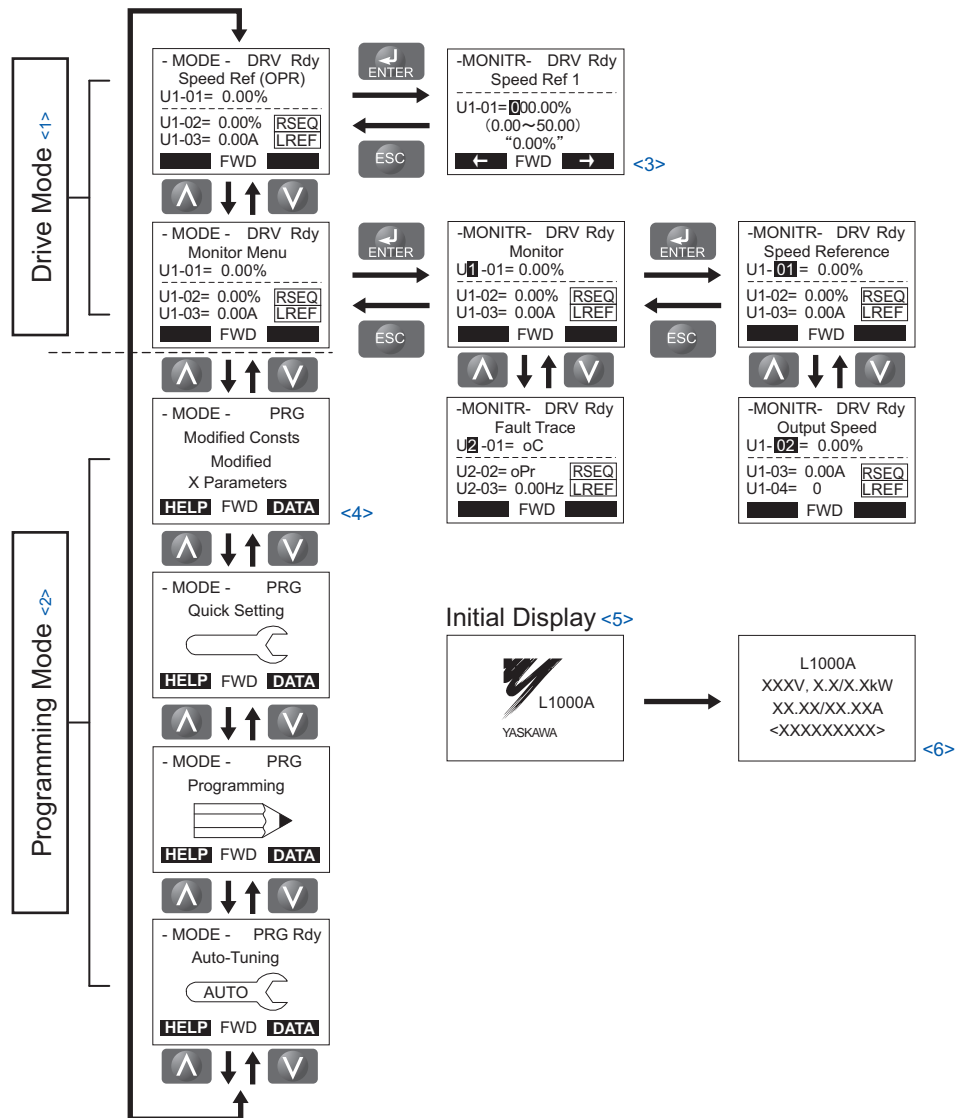 Drive Mode <1>
- MODE - DRV Rdy
Speed Ref (OPR)
U1-01= 0.00%
U1-02= 0.00% RSEQ
U1-03= 0.00A LREF
FWD
ENTER
ESC
-MONITR- DRV Rdy
Speed Ref 1
U1-01=000.00%
(0.00~50.00)
“0.00%”
← FWD →
<3>
- MODE - DRV Rdy
Monitor Menu
U1-01= 0.00%
U1-02= 0.00% RSEQ
U1-03= 0.00A LREF
FWD
ENTER
ESC
-MONITR- DRV Rdy
Monitor
U1 -01= 0.00%
U1-02= 0.00% RSEQ
U1-03= 0.00A LREF
FWD
ENTER
ESC
-MONITR- DRV Rdy
Speed Reference
U1- 01 = 0.00%
U1-02= 0.00% RSEQ
U1-03= 0.00A LREF
FWD
-MONITR- DRV Rdy
Fault Trace
U2 -01= oC
U2-02= oPr RSEQ
U2-03= 0.00Hz LREF
FWD
-MONITR- DRV Rdy
Output Speed
U1- 02 = 0.00%
U1-03= 0.00A RSEQ
U1-04= 0 LREF
FWD
Programming Mode <2>
- MODE - PRG
Modified Consts
Modified
X Parameters
HELP FWD DATA
<4>
- MODE - PRG
Quick Setting
HELP FWD DATA
- MODE - PRG
Programming
HELP FWD DATA
- MODE - PRG Rdy
Auto-Tuning
AUTO
HELP FWD DATA
Initial Display <5>
L1000A
YASKAWA
L1000A
XXXV, X.X/X.XkW
XX.XX/XX.XXA
<XXXXXXXXX>
<6>